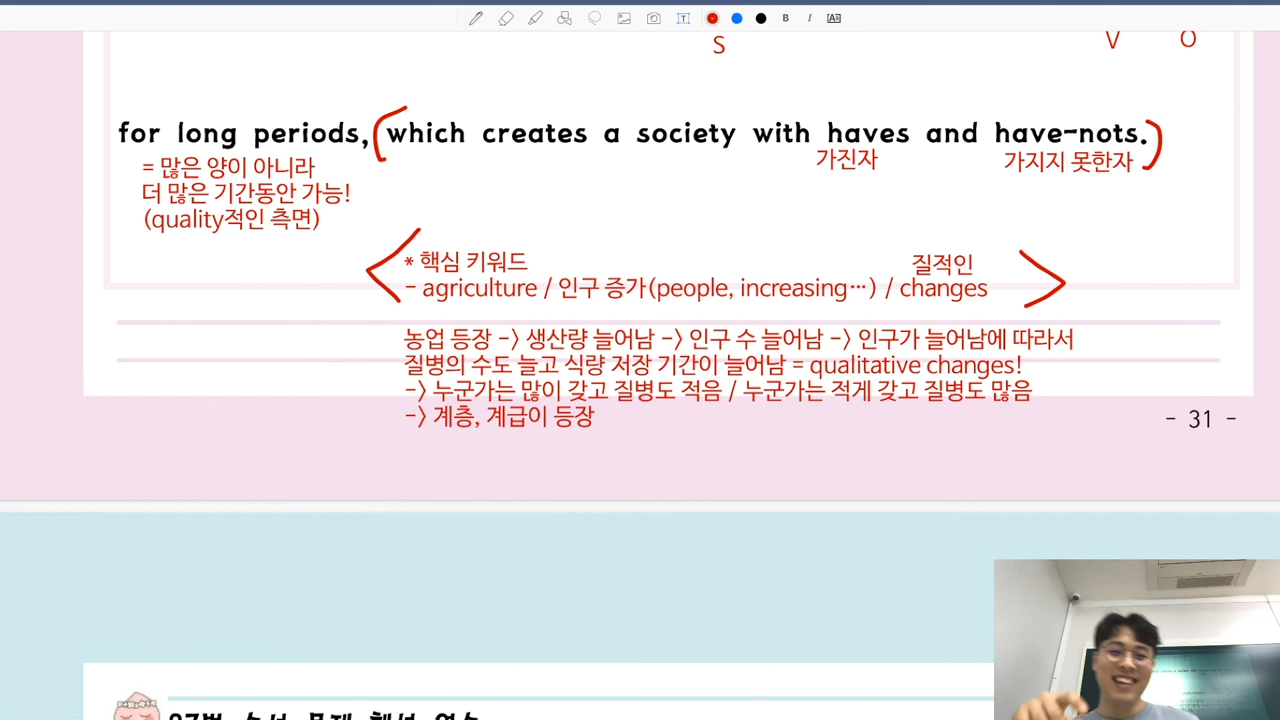 B I [A3]
S V O
for long periods, which creates a society with haves and have-nots.
가진자 가지지 못한자
= 많은 양이 아니라
더 많은 기간동안 가능!
(quality적인 측면)
* 핵심 키워드 질적인
- agriculture / 인구 증가(people, increasing…) / changes
농업 등장 -> 생산량 늘어남 -> 인구 수 늘어남 -> 인구가 늘어남에 따라서
질병의 수도 늘고 식량 저장 기간이 늘어남 = qualitative changes!
-> 누군가는 많이 갖고 질병도 적음 / 누군가는 적게 갖고 질병도 많음
-> 계층, 계급이 등장
- 31 -